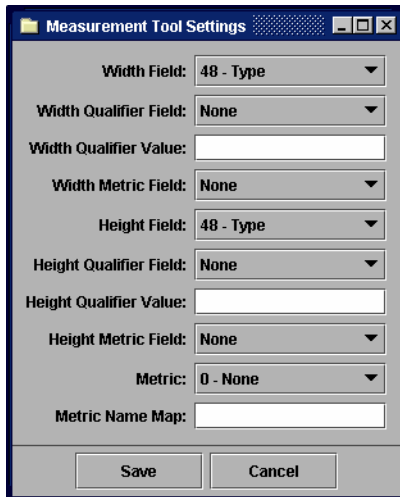 Measurement Tool Settings
Width Field: 48 - Type
Width Qualifier Field: None
Width Qualifier Value:
Width Metric Field: None
Height Field: 48 - Type
Height Qualifier Field: None
Height Qualifier Value:
Height Metric Field: None
Metric: 0 - None
Metric Name Map:
Save Cancel